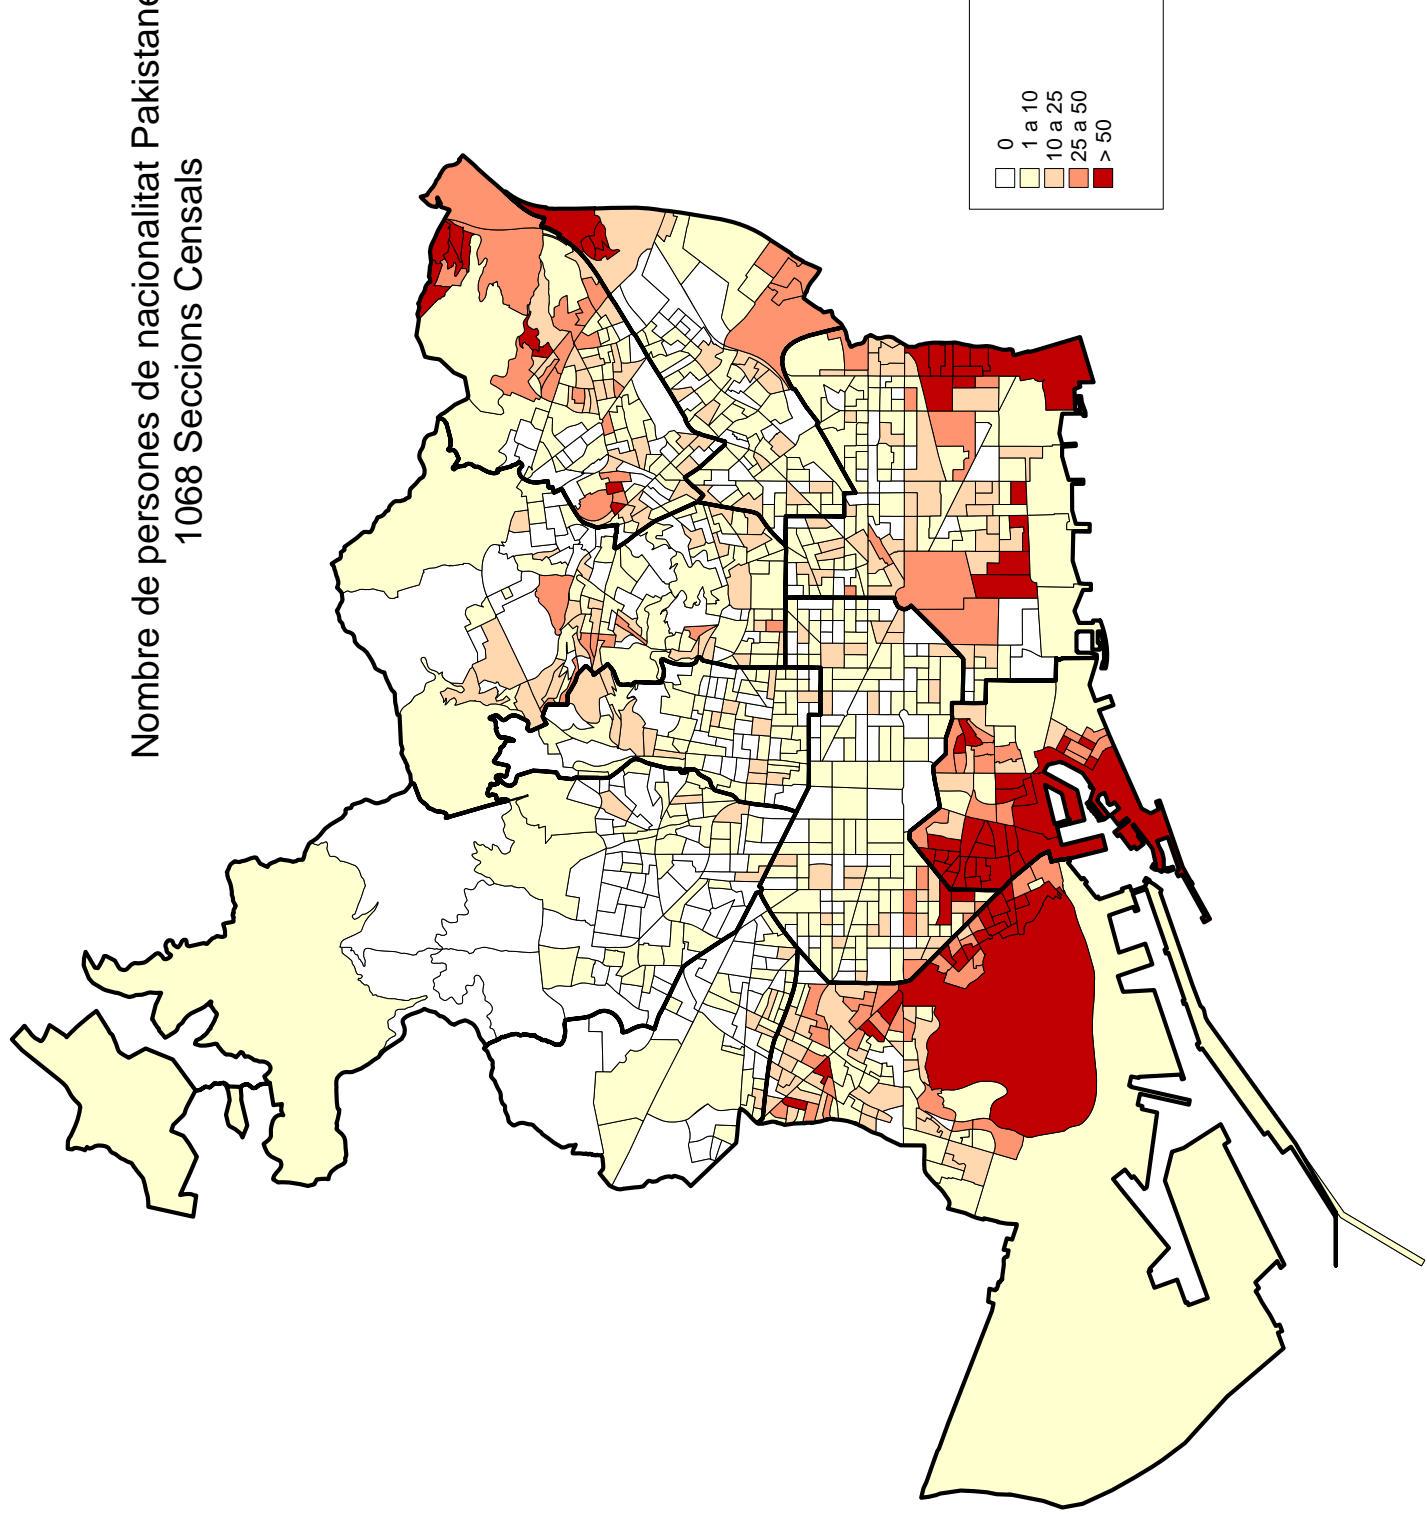 Nombre de persones de nacionalitat Pakistane
1068 Seccions Censals
0
1 a 10
10 a 25
25 a 50
> 50